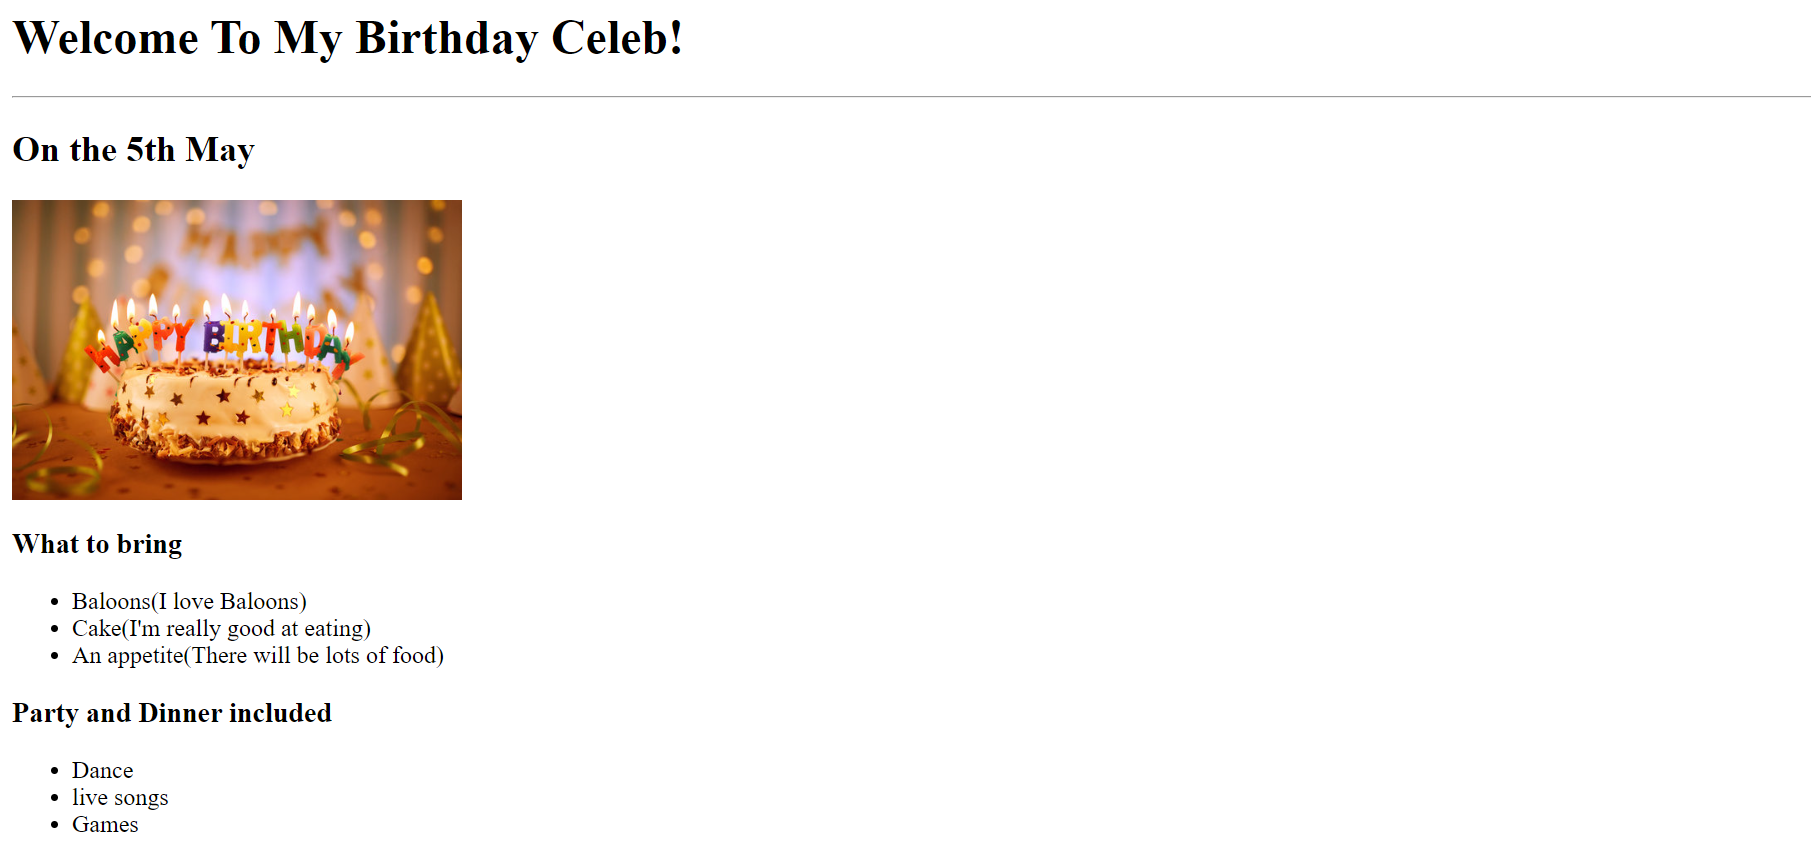 Welcome To My Birthday Celeb!
On the 5th May
HAPPY
HAPPY BIRTHDAY
What to bring
Baloons(I love Baloons)
Cake(I'm really good at eating)
An appetite(There will be lots of food)
Party and Dinner included
Dance
live songs
Games